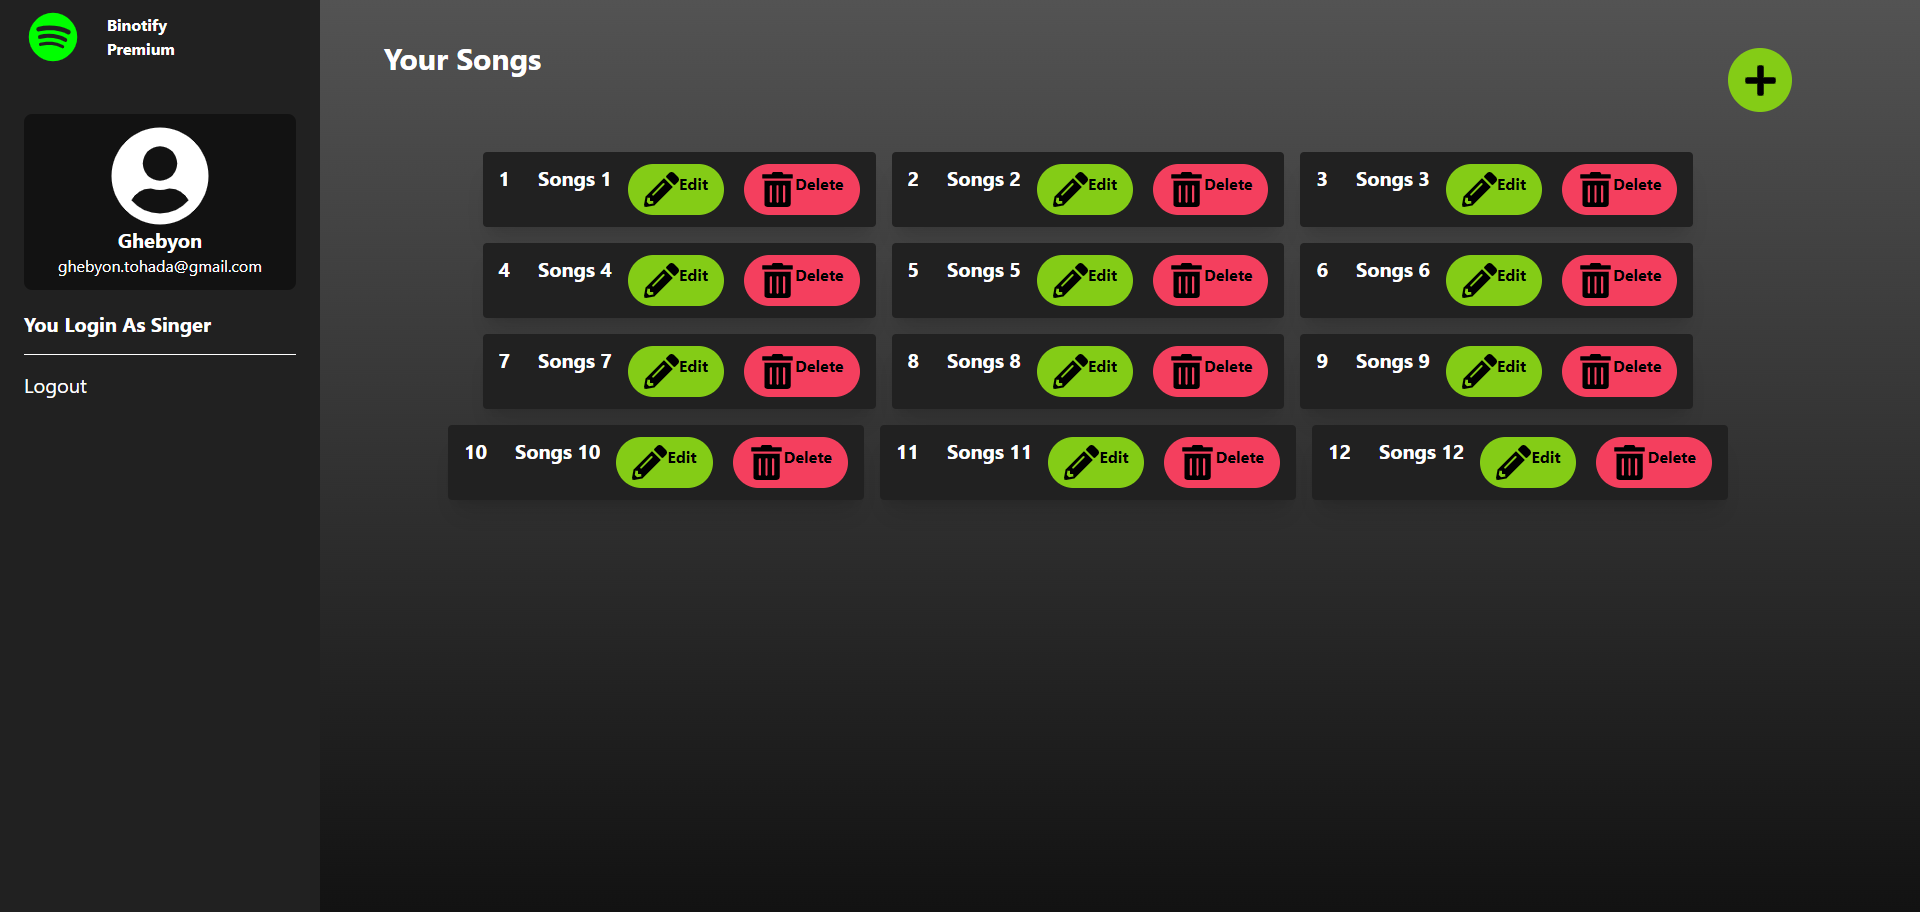 Binotify
Premium
Ghebyon
ghebyon.tohada@gmail.com
You Login As Singer
Logout
Your Songs
1 Songs 1 Edit Delete
2 Songs 2 Edit Delete
3 Songs 3 Edit Delete
4 Songs 4 Edit Delete
5 Songs 5 Edit Delete
6 Songs 6 Edit Delete
7 Songs 7 Edit Delete
8 Songs 8 Edit Delete
9 Songs 9 Edit Delete
10 Songs 10 Edit Delete
11 Songs 11 Edit Delete
12 Songs 12 Edit Delete